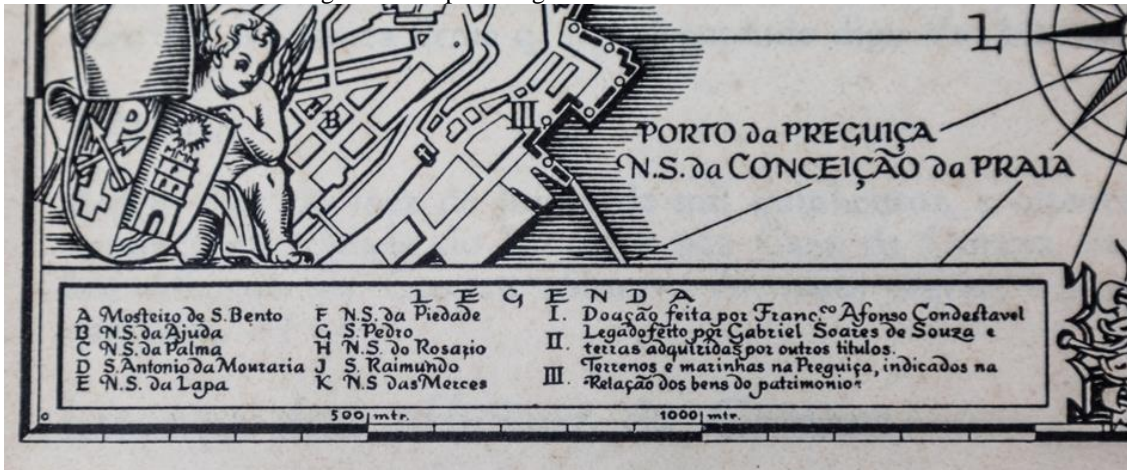 L
B
III
PORTO da PREGUIÇA
N.S. da CONCEIÇÃO da PRAIA
LEGENDA
A Mosteiro de S. Bento
B N.S. da Ajuda
C N.S. da Palma
D S. Antonio da Mouraria
E N.S. da Lapa
F N.S. da Piedade
G S. Pedro
H N.S. do Rosario
J S. Raimundo
K N.S das Merces
I. Doação feita por Franc.co Afonso Condestavel
II. Legado feito por Gabriel Soares de Souza e
terras adquiridas por outros titulos.
III. Terrenos e marinhas na Preguiça, indicados na
Relação dos bens do patrimonio.
0 500 mtr. 1000 mtr.